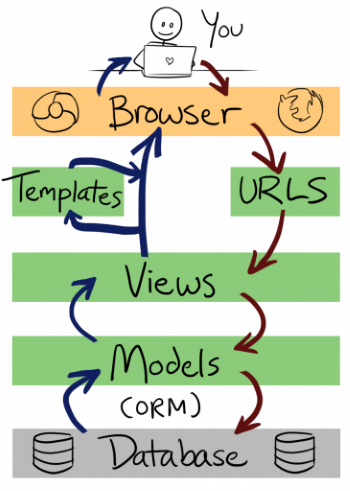 You
Browser
Templates
URLS
Views
Models
(ORM)
Database